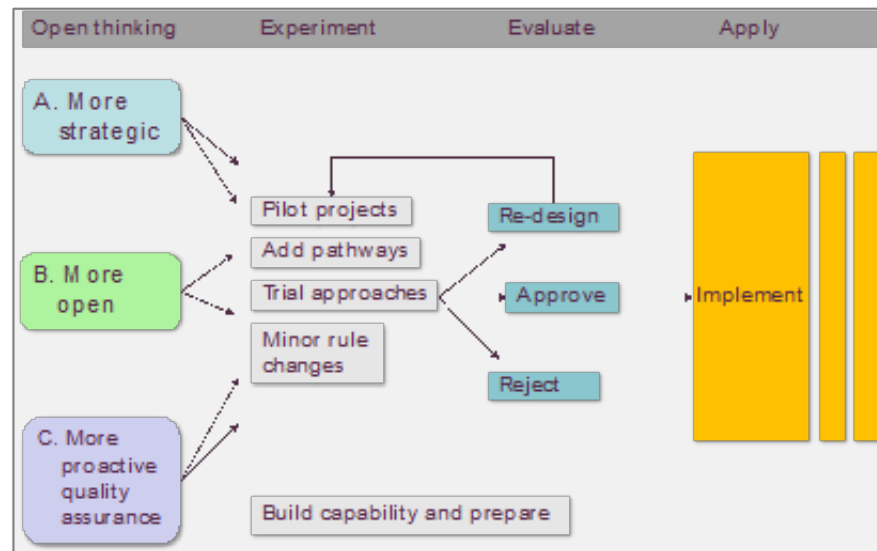 Open thinking
Experiment
Evaluate
Apply
A. More
strategic
B. More
open
C. More
proactive
quality
assurance
Pilot projects
Add pathways
Trial approaches
Minor rule
changes
Build capability and prepare
Re-design
Approve
Reject
Implement